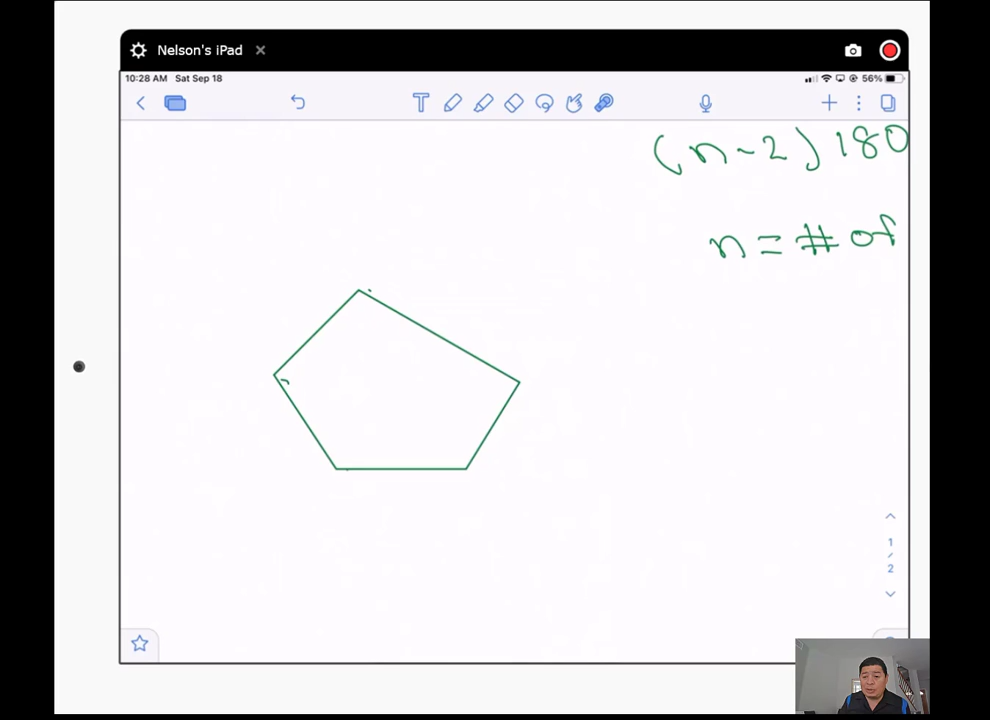 Nelson's iPad
10:28 AM Sat Sep 18
56%
T
(n-2) 180
n = # of
1
/
2